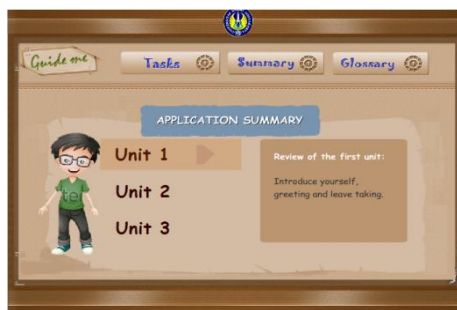 Guide me
Tasks
Summary
Glossary
APPLICATION SUMMARY
Unit 1
Unit 2
Unit 3
Review of the first unit:
Introduce yourself,
greeting and leave taking.